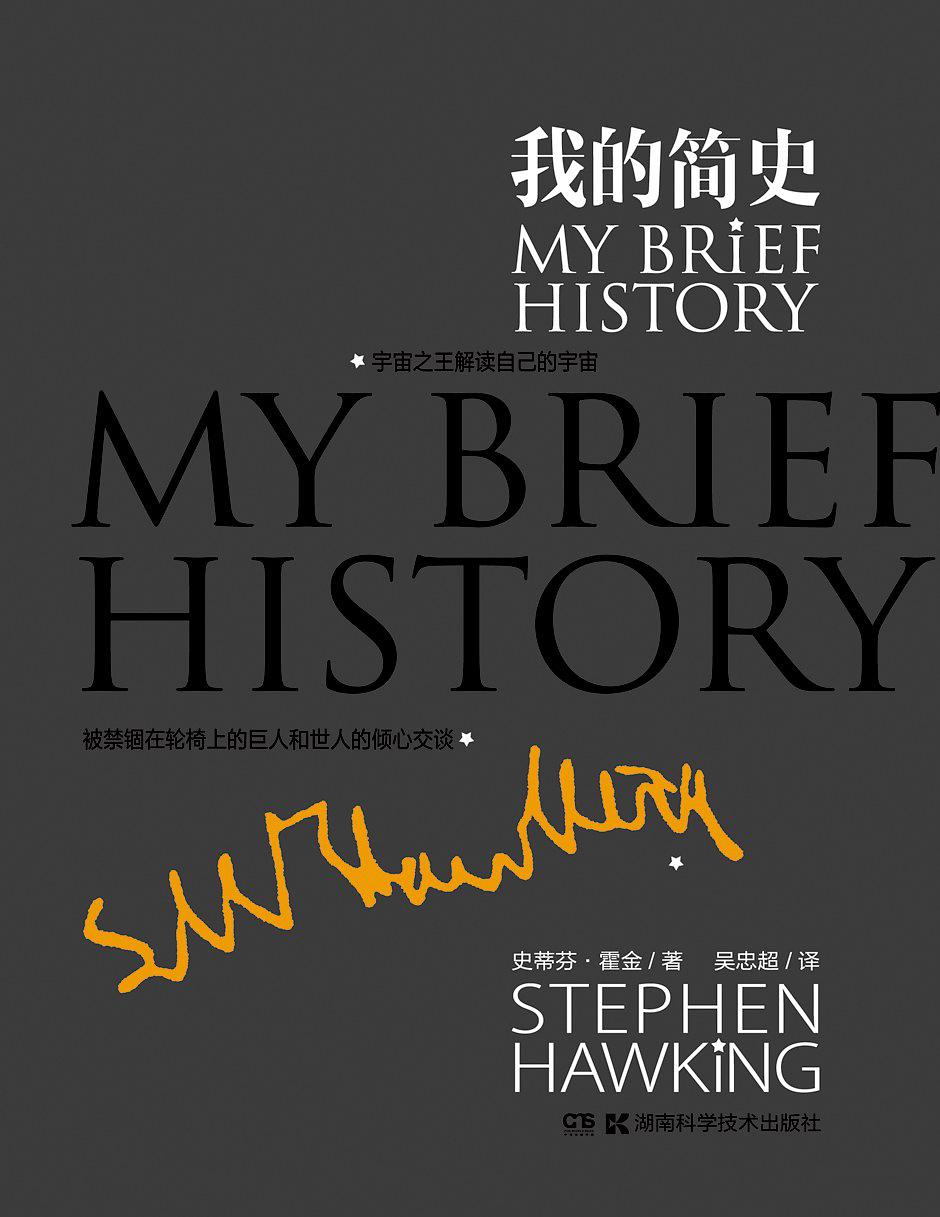 我的简史
MY BRiEF
HISTORY
宇宙之王解读自己的宇宙
MY BRIEF
HISTORY
被禁锢在轮椅上的巨人和世人的倾心交谈
SW Hawking
史蒂芬·霍金 / 著 吴忠超 / 译
STEPHEN
HAWKiNG
湖南科学技术出版社